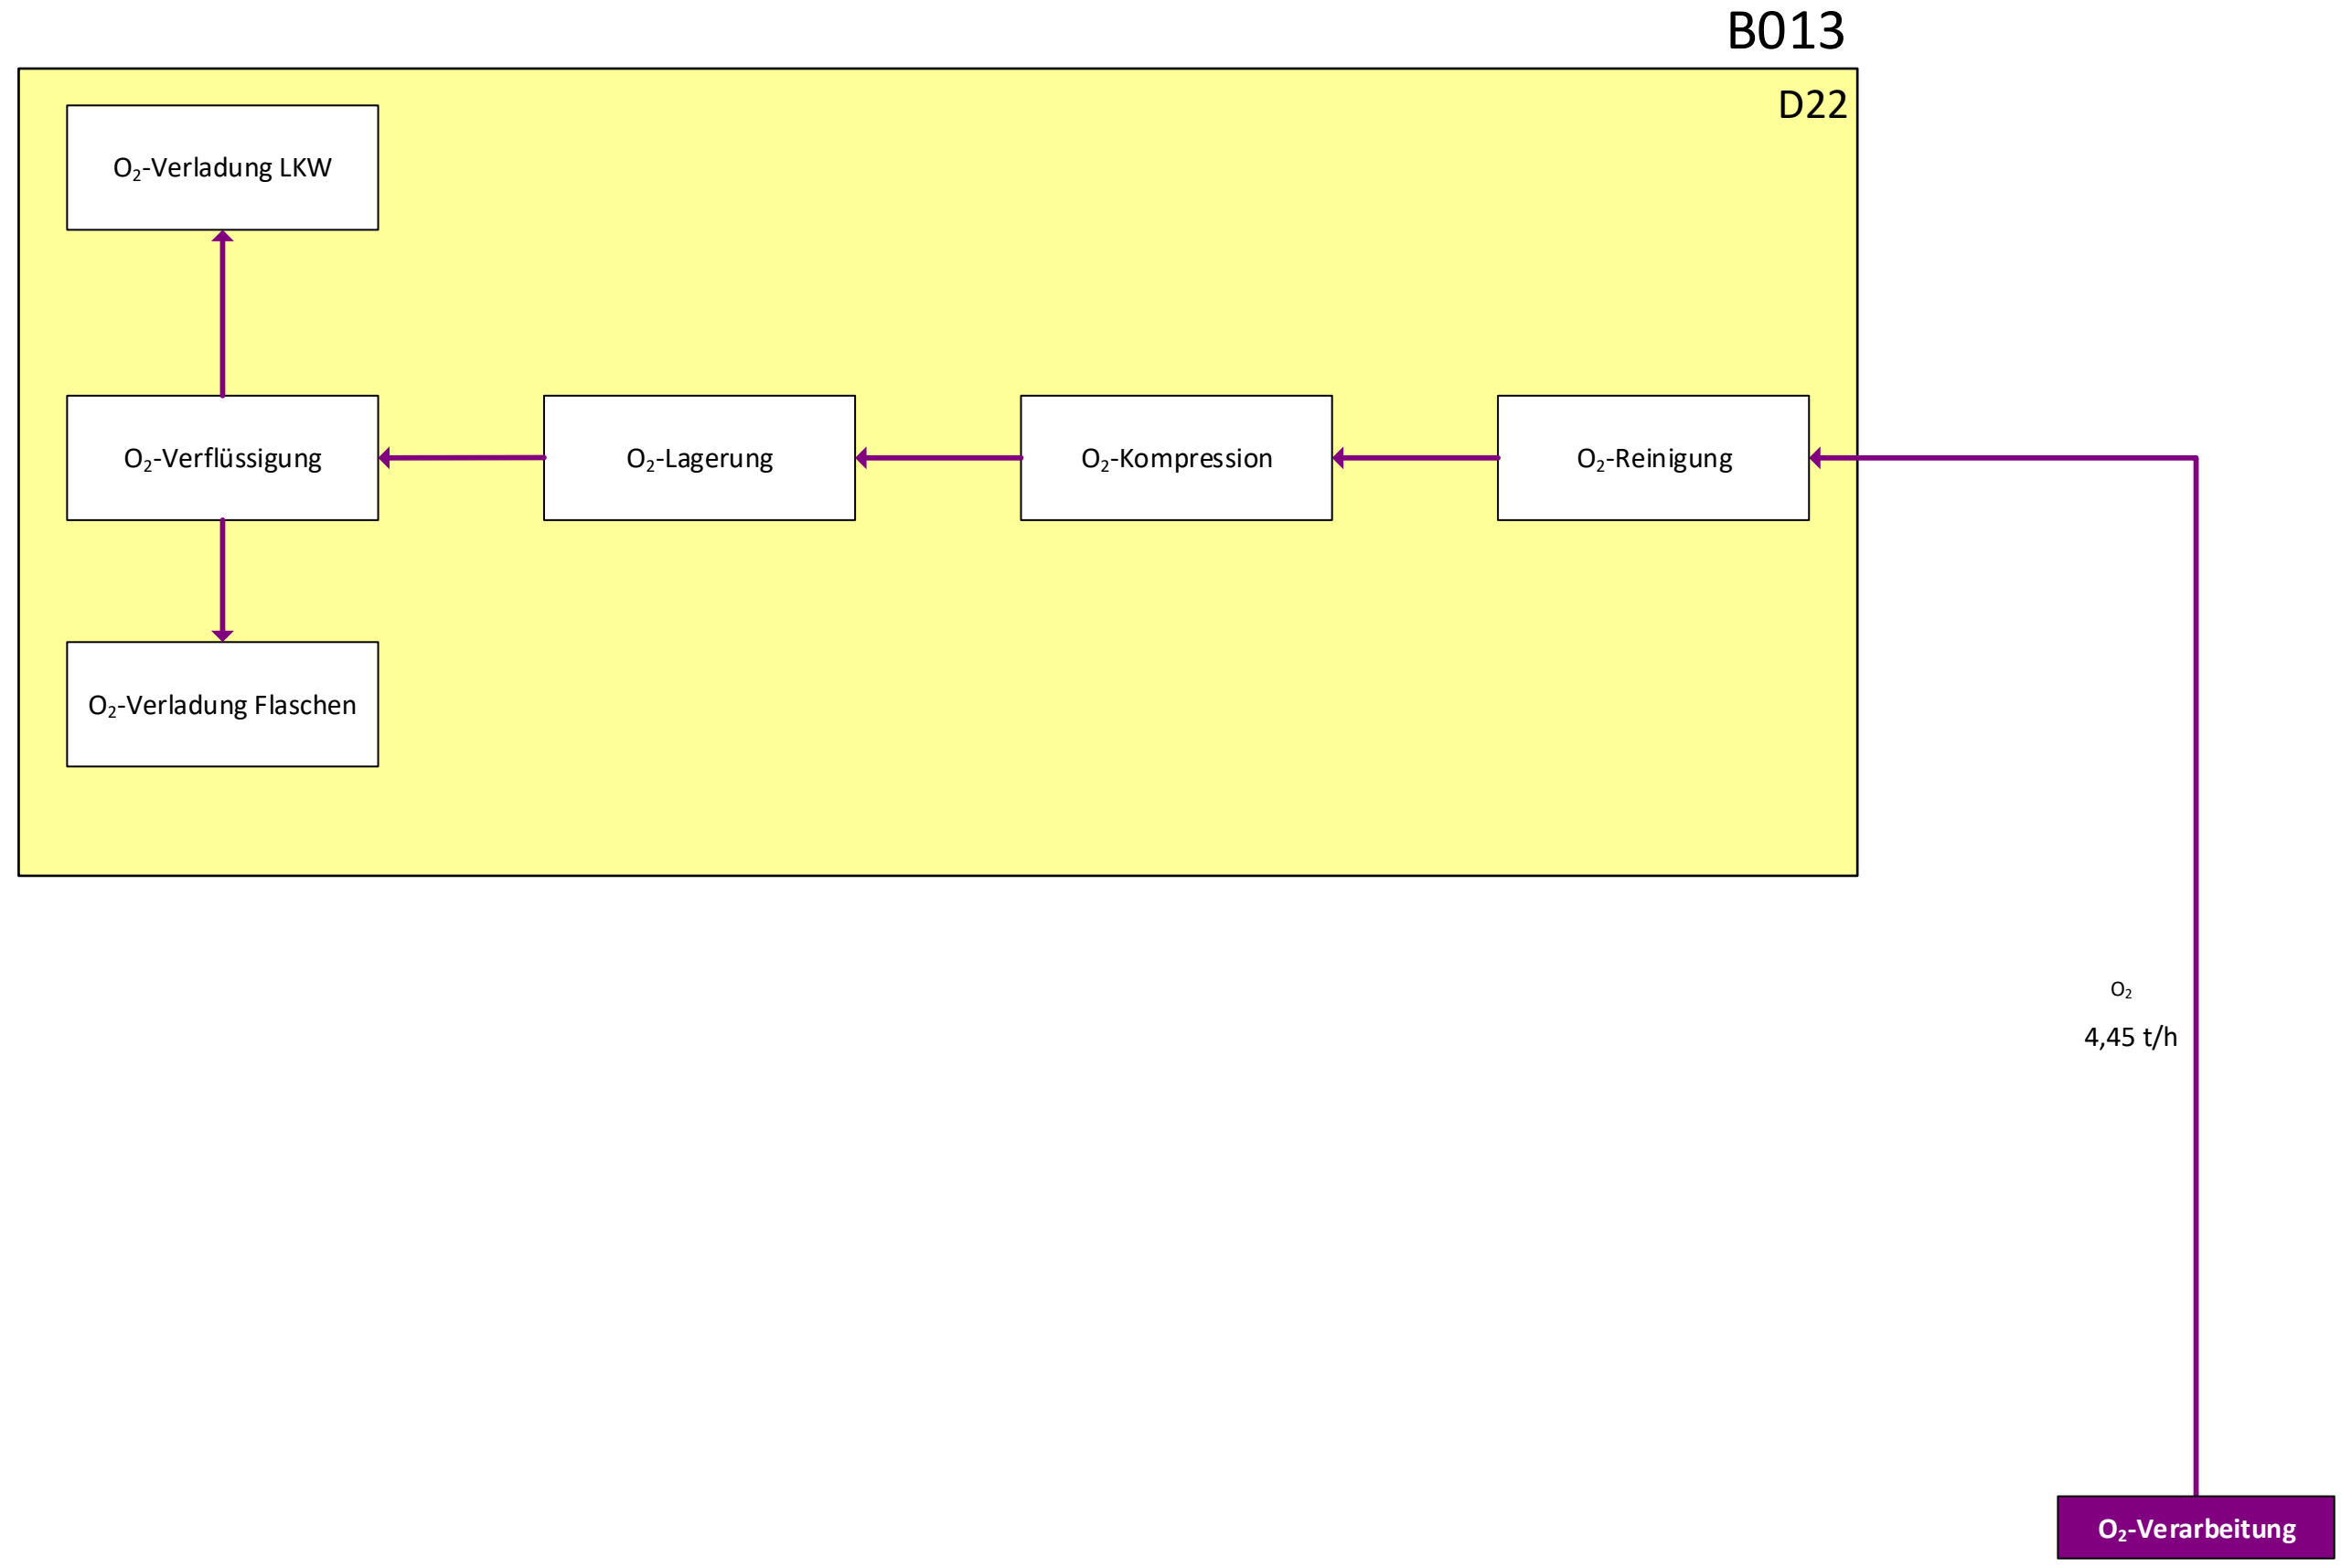 B013
D22
O₂-Verladung LKW
O₂-Verflüssigung
O₂-Lagerung
O₂-Kompression
O₂-Reinigung
O₂-Verladung Flaschen
O₂
4,45 t/h
O₂-Verarbeitung